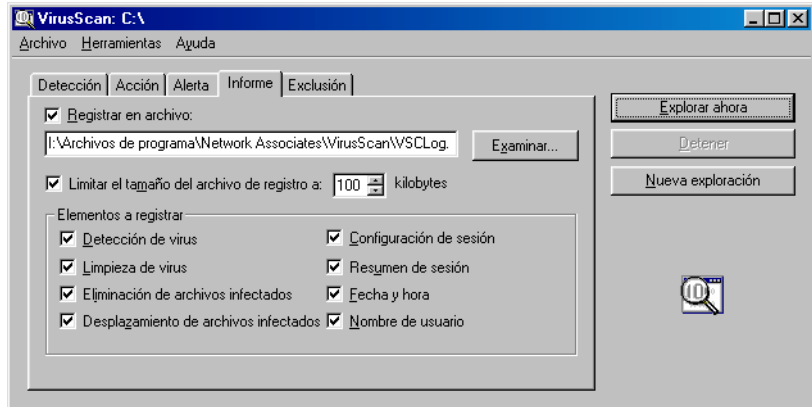 VirusScan: C:\
Archivo Herramientas Ayuda
Detección Acción Alerta Informe Exclusión
Registrar en archivo:
I:\Archivos de programa\Network Associates\VirusScan\VSCLog.
Examinar...
Limitar el tamaño del archivo de registro a: 100 kilobytes
Elementos a registrar
Detección de virus
Limpieza de virus
Eliminación de archivos infectados
Desplazamiento de archivos infectados
Configuración de sesión
Resumen de sesión
Fecha y hora
Nombre de usuario
Explorar ahora
Detener
Nueva exploración